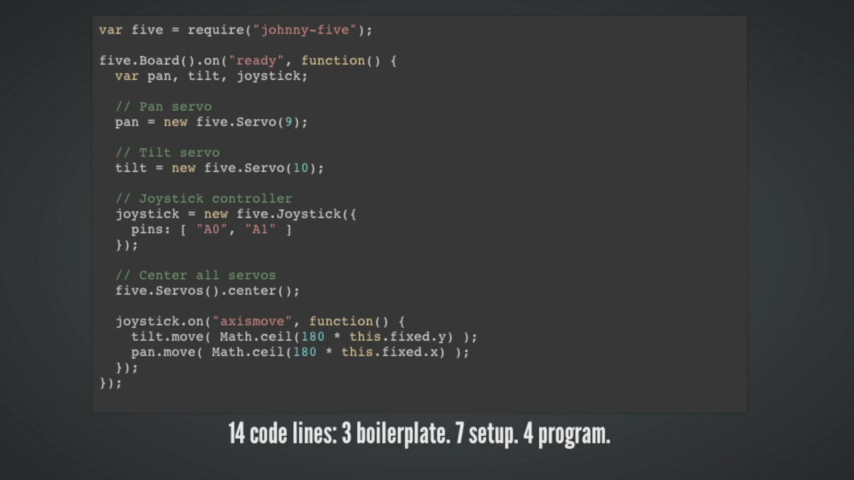 var five = require("johnny-five");
five.Board().on("ready", function() {
var pan, tilt, joystick;
// Pan servo
pan = new five.Servo(9);
// Tilt servo
tilt = new five.Servo(10);
// Joystick controller
joystick = new five.Joystick({
pins: [ "A0", "A1" ]
});
// Center all servos
five.Servos().center();
joystick.on("axismove", function() {
tilt.move( Math.ceil(180 * this.fixed.y) );
pan.move( Math.ceil(180 * this.fixed.x) );
});
});
14 code lines: 3 boilerplate. 7 setup. 4 program.